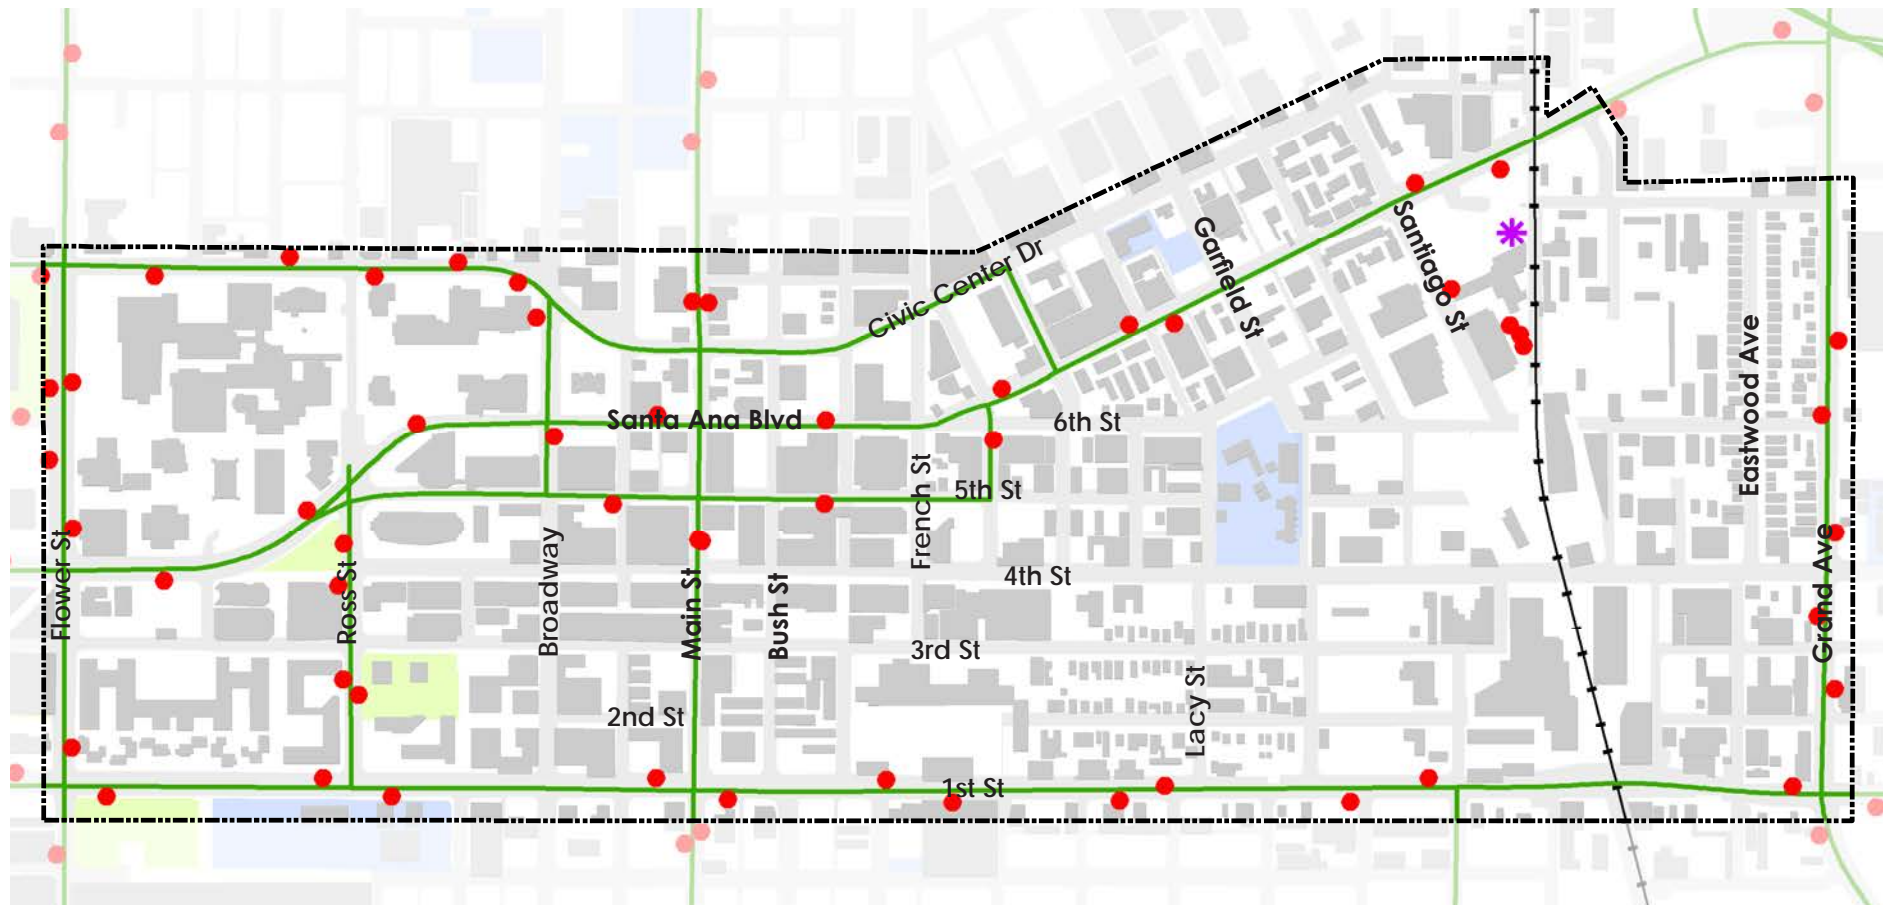 Civic Center Dr
Garfield St
Santiago St
Santa Ana Blvd
6th St
Eastwood Ave
French St
5th St
Flower St
Ross St
Broadway
Main St
Bush St
4th St
Grand Ave
3rd St
Lacy St
2nd St
1st St